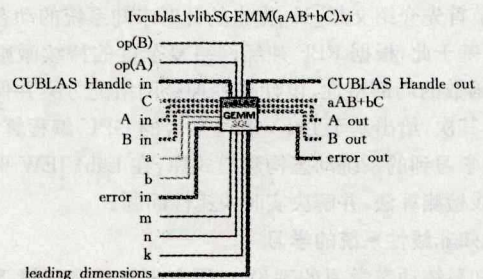 lvcublas.lvlib:SGEMM(aAB+bC).vi
op(B)
op(A)
CUBLAS Handle in
CUBLAS Handle out
C
aAB+bC
A in
A out
B in
B out
a
error out
b
error in
m
n
k
leading dimensions
CUBLAS
GEMM
SGL